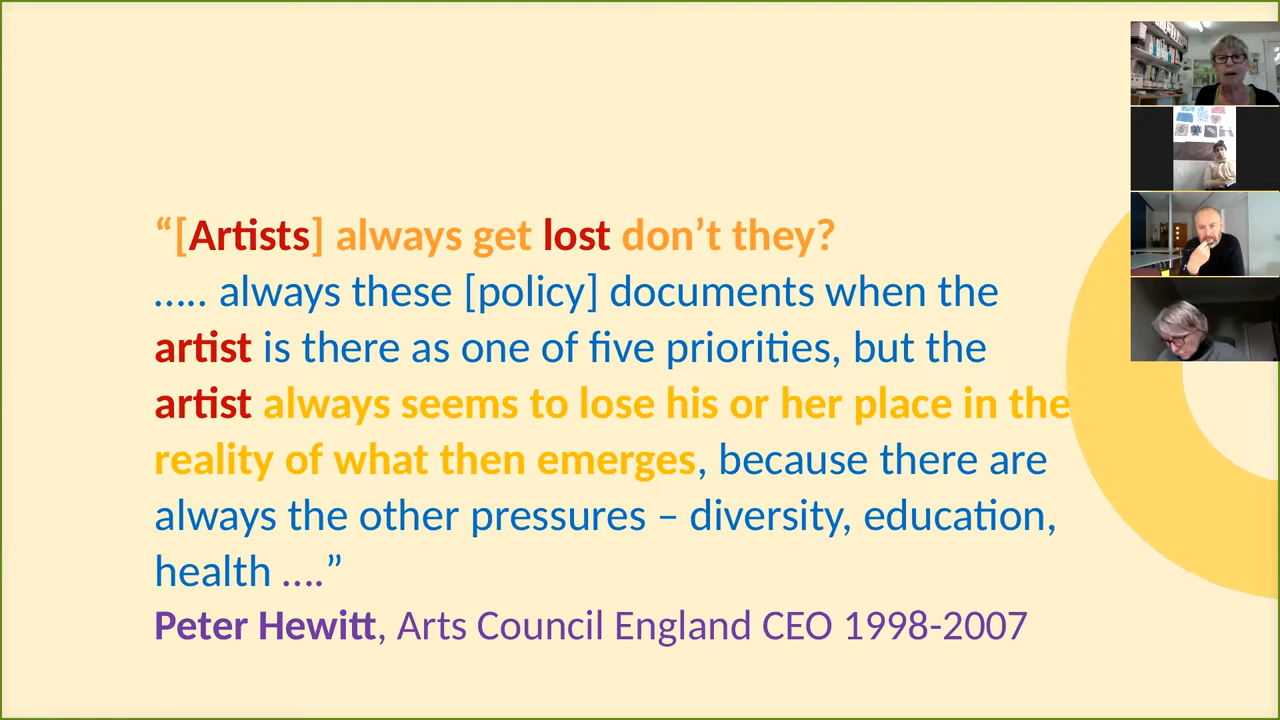 “[Artists] always get lost don’t they?
….. always these [policy] documents when the
artist is there as one of five priorities, but the
artist always seems to lose his or her place in the
reality of what then emerges, because there are
always the other pressures – diversity, education,
health ….”
Peter Hewitt, Arts Council England CEO 1998-2007